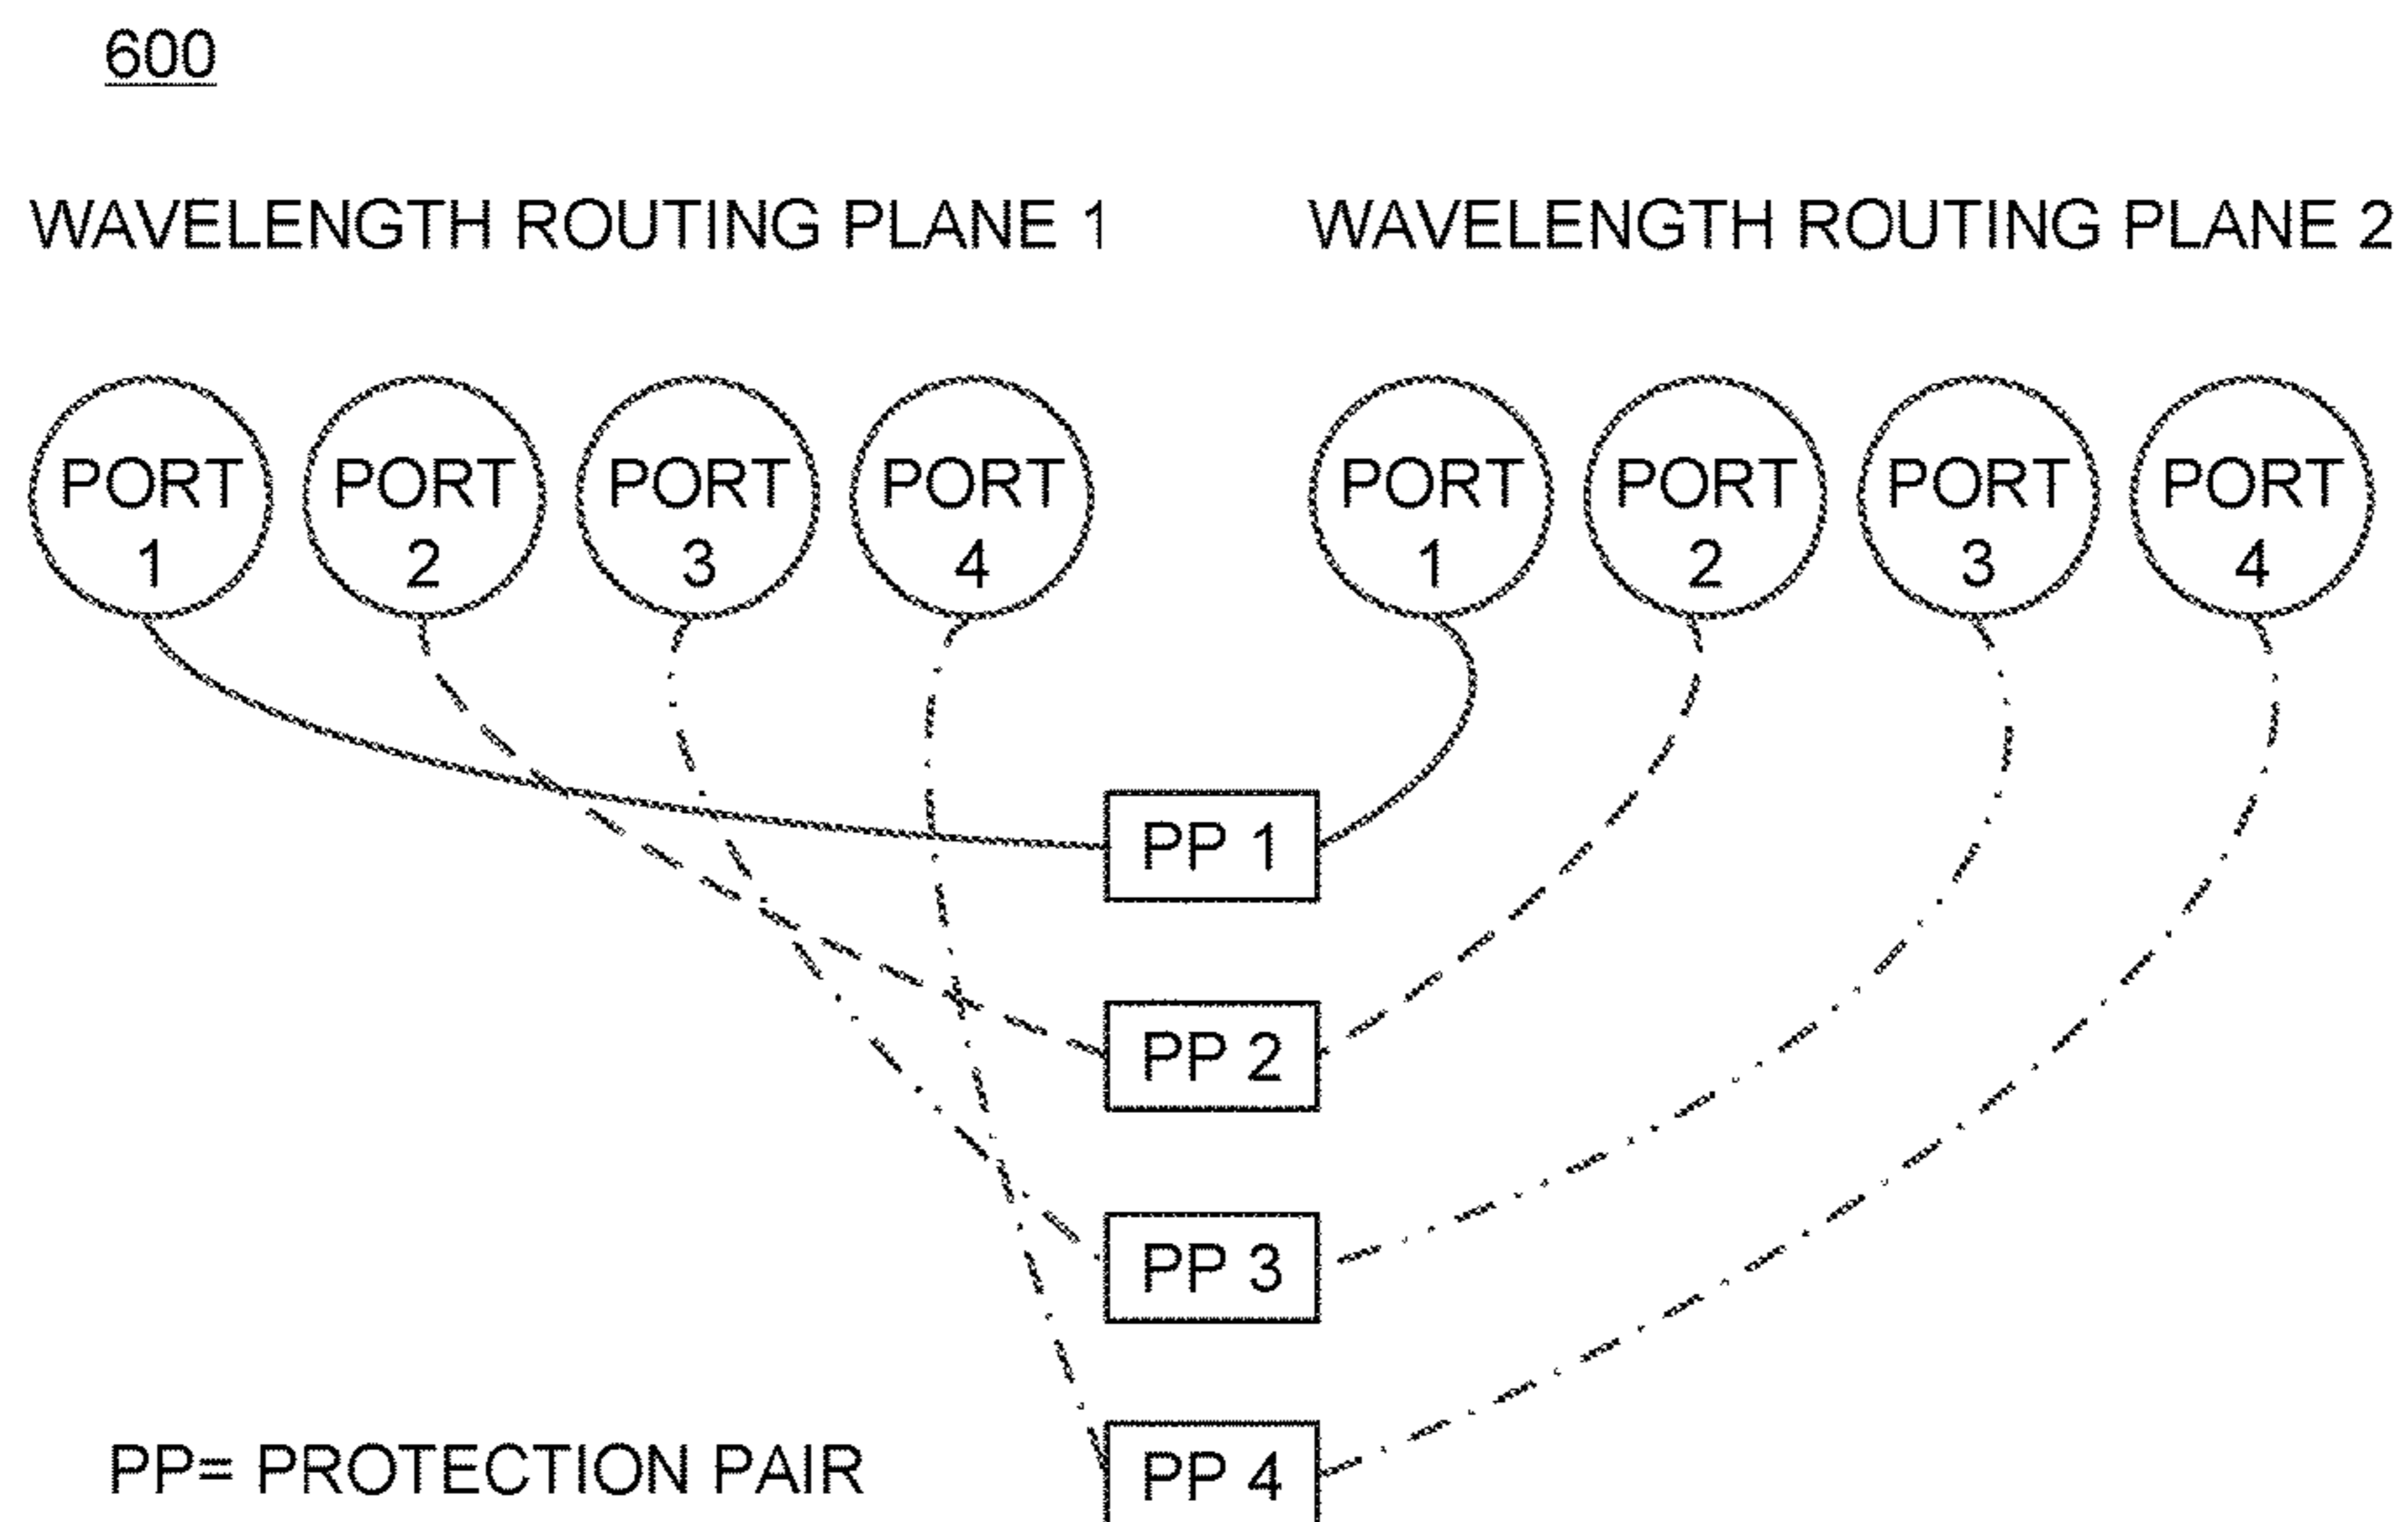 600
WAVELENGTH ROUTING PLANE 1
WAVELENGTH ROUTING PLANE 2
PORT
1
PORT
2
PORT
3
PORT
4
PORT
1
PORT
2
PORT
3
PORT
4
PP 1
PP 2
PP 3
PP 4
PP= PROTECTION PAIR